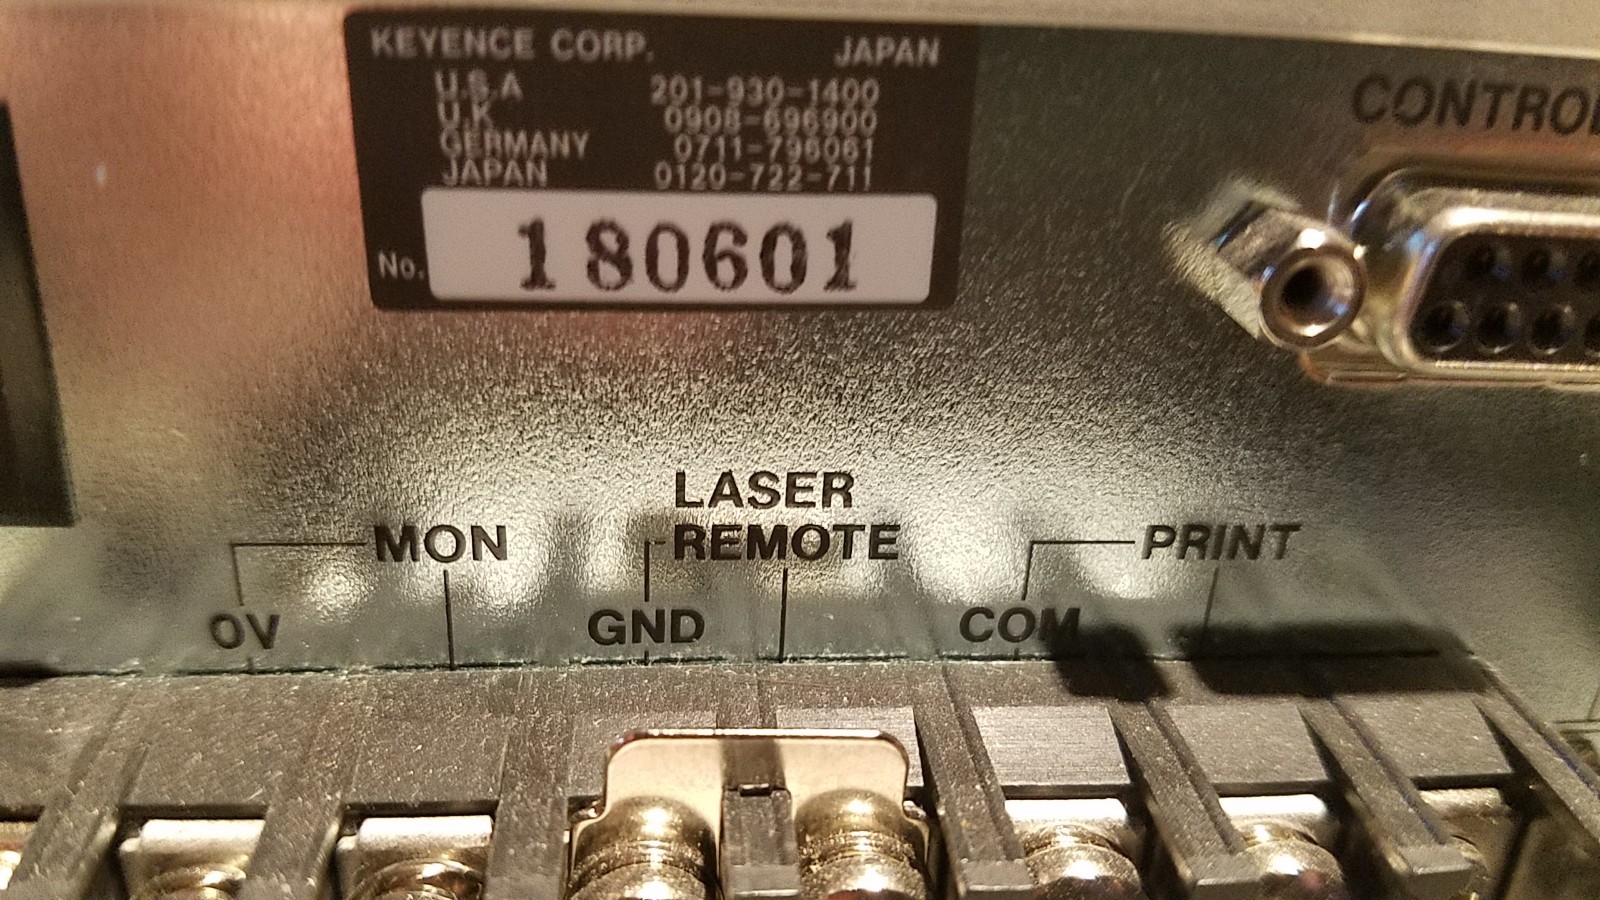 KEYENCE CORP. JAPAN
U.S.A 201-930-1400
U.K 0908-696900
GERMANY 0711-796061
JAPAN 0120-722-711
No. 180601
CONTROL
LASER
MON REMOTE PRINT
0V GND COM